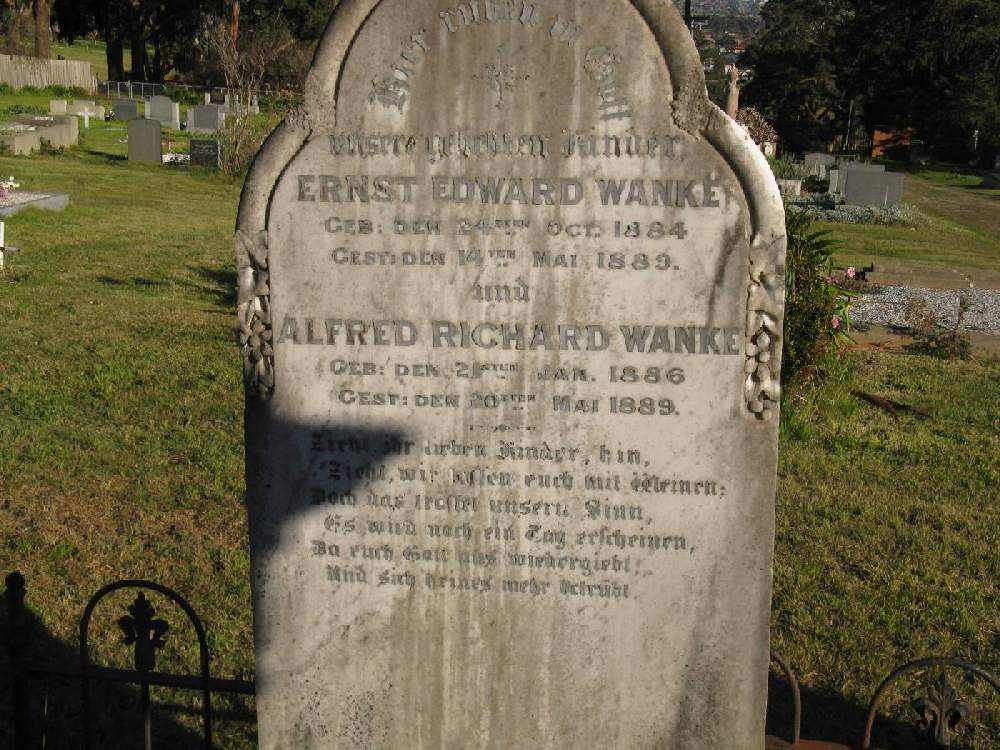 Hier ruhen in Gott
unsere geliebten Kinder
ERNST EDWARD WANKE
GEB: DEN 24TEN OCT. 1884
GEST: DEN 14TEN MAI 1889.
und
ALFRED RICHARD WANKE
GEB: DEN 21TEN JAN. 1886
GEST: DEN 20TEN MAI 1889.
Zieht ihr lieben Kinder, hin,
Zieht, wir lassen euch mit Weinen;
Doch das tröstet unsern Sinn,
Es wird noch ein Tag erscheinen,
Da euch Gott uns wiedergiebt,
Und sich keines mehr betrübt